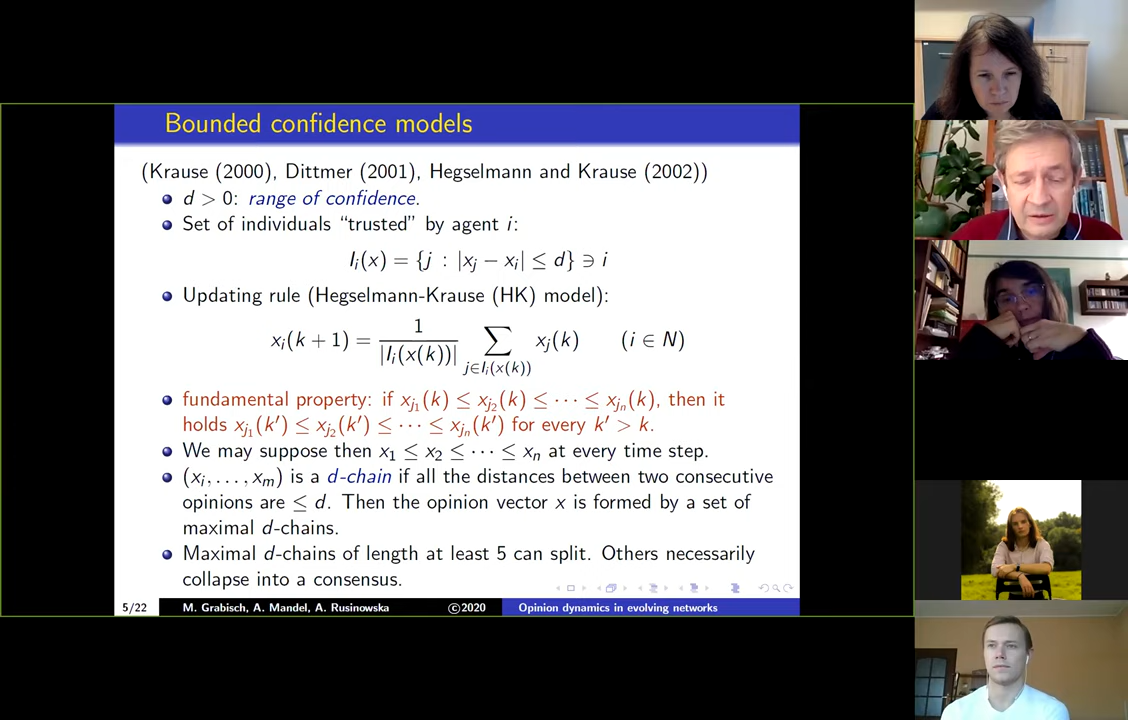 Bounded confidence models
(Krause (2000), Dittmer (2001), Hegselmann and Krause (2002))
d > 0: range of confidence.
Set of individuals “trusted” by agent i:
I_i(x) = {j : |x_j − x_i| ≤ d} ∋ i
Updating rule (Hegselmann-Krause (HK) model):
x_i(k + 1) = 1/|I_i(x(k))| ∑_{j∈I_i(x(k))} x_j(k) (i ∈ N)
fundamental property: if x_{j_1}(k) ≤ x_{j_2}(k) ≤ ⋯ ≤ x_{j_n}(k), then it
holds x_{j_1}(k′) ≤ x_{j_2}(k′) ≤ ⋯ ≤ x_{j_n}(k′) for every k′ > k.
We may suppose then x_1 ≤ x_2 ≤ ⋯ ≤ x_n at every time step.
(x_i, . . . , x_m) is a d-chain if all the distances between two consecutive
opinions are ≤ d. Then the opinion vector x is formed by a set of
maximal d-chains.
Maximal d-chains of length at least 5 can split. Others necessarily
collapse into a consensus.
5/22 M. Grabisch, A. Mandel, A. Rusinowska ©2020 Opinion dynamics in evolving networks